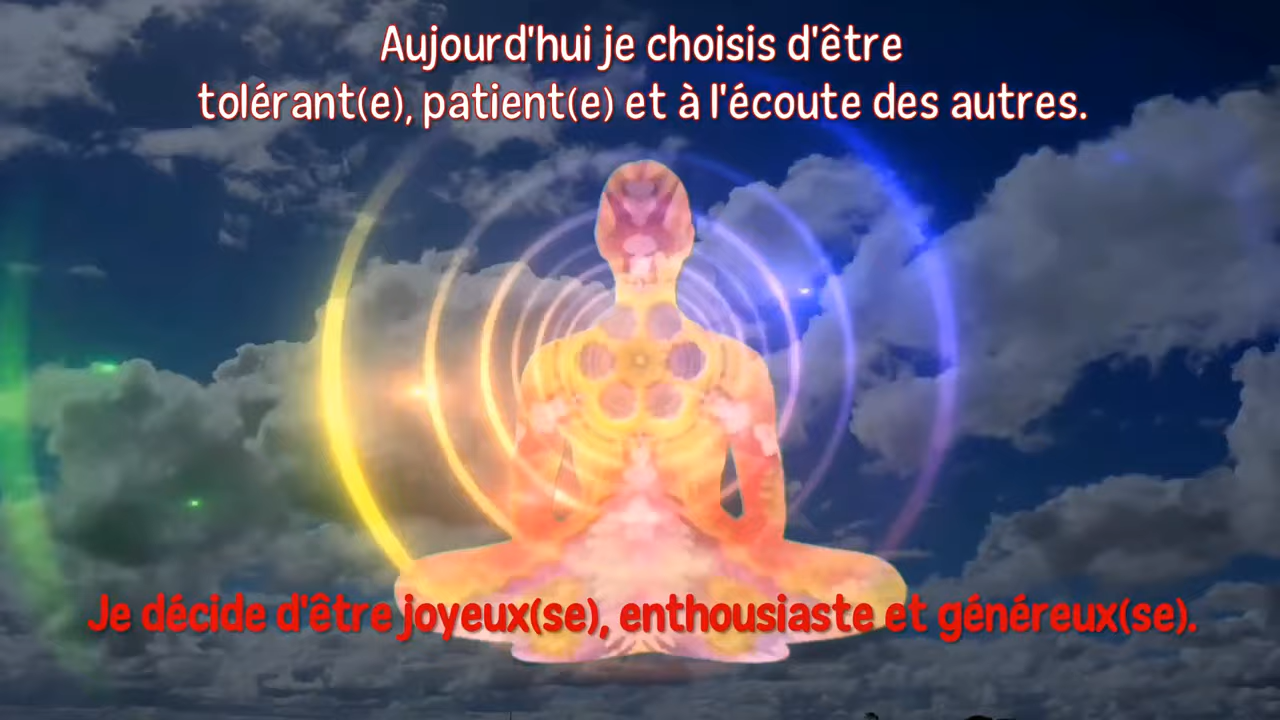 Aujourd'hui je choisis d'être
tolérant(e), patient(e) et à l'écoute des autres.
Je décide d'être joyeux(se), enthousiaste et généreux(se).